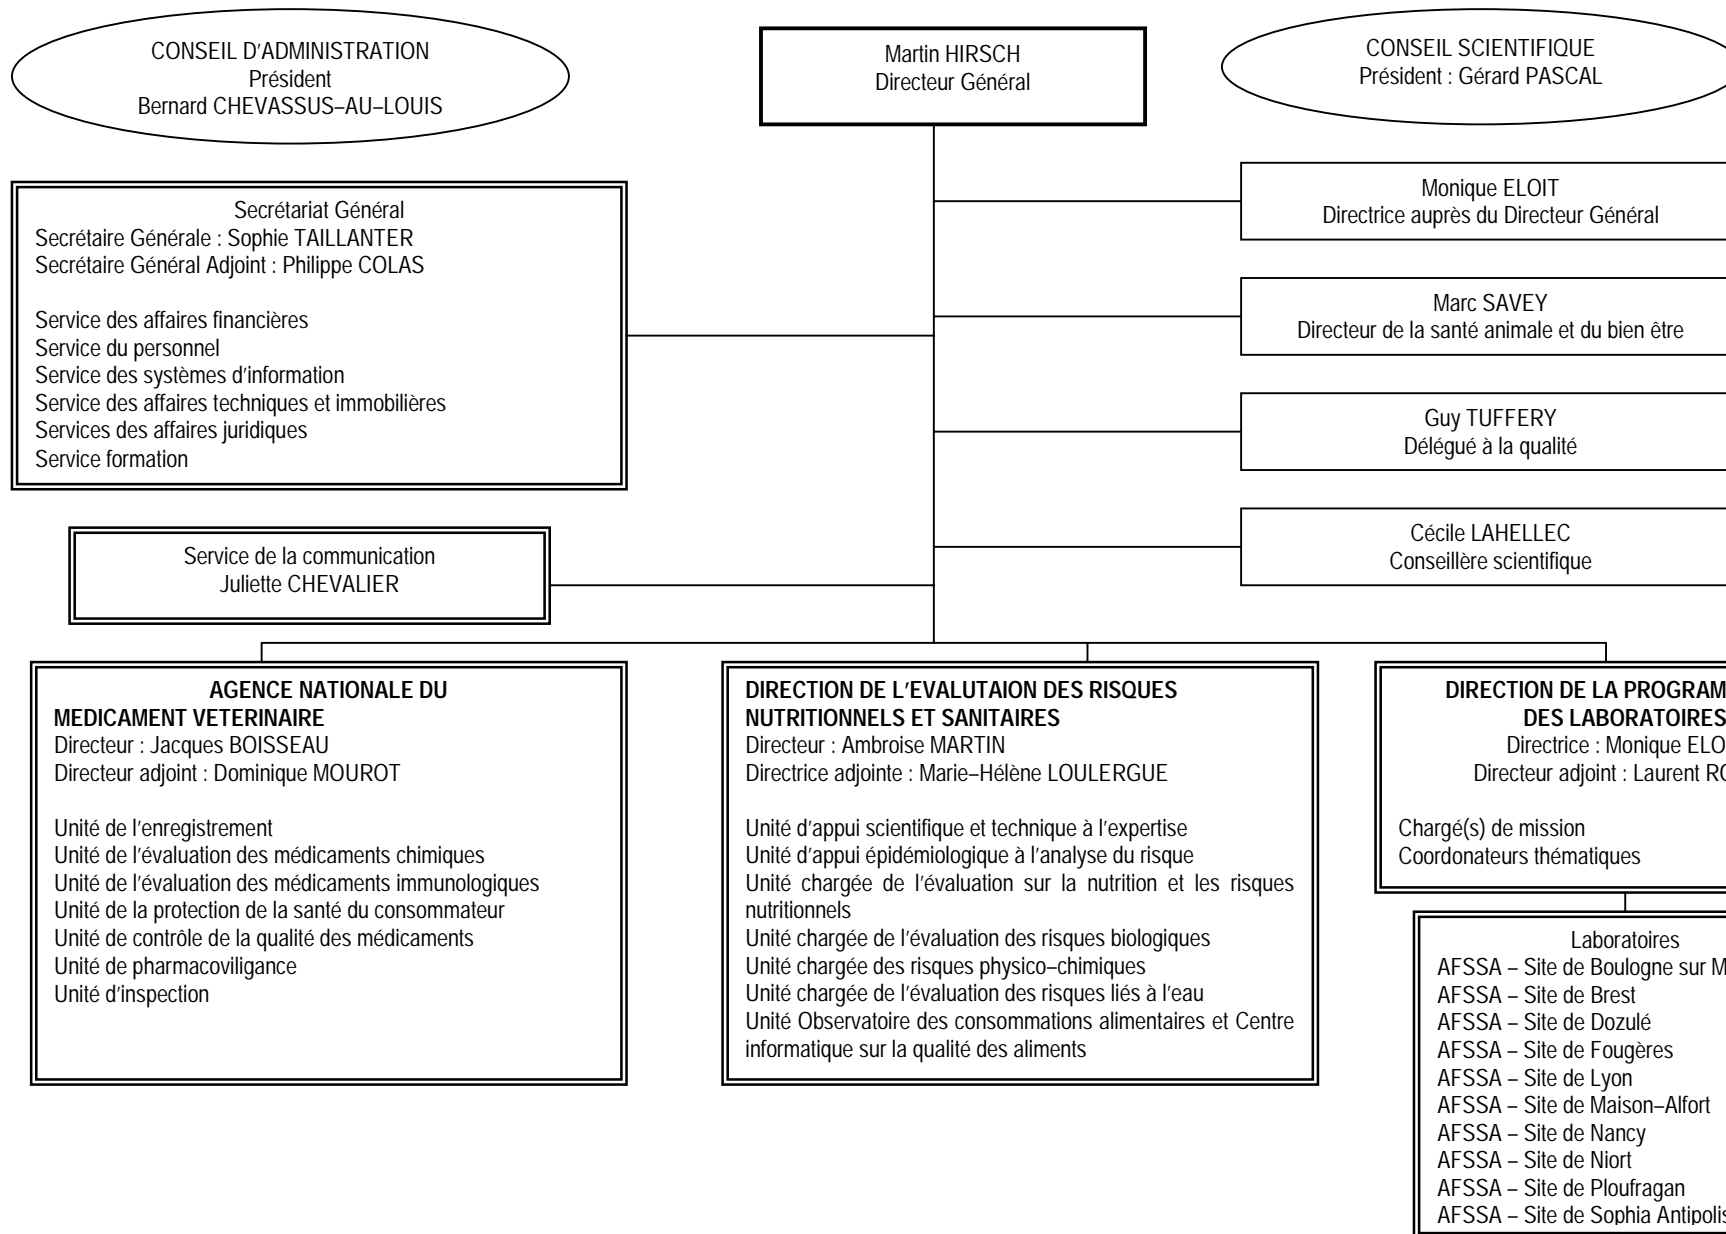 CONSEIL D'ADMINISTRATION
Président
Bernard CHEVASSUS–AU–LOUIS
Martin HIRSCH
Directeur Général
CONSEIL SCIENTIFIQUE
Président : Gérard PASCAL
Secrétariat Général
Secrétaire Générale : Sophie TAILLANTER
Secrétaire Général Adjoint : Philippe COLAS
Service des affaires financières
Service du personnel
Service des systèmes d'information
Service des affaires techniques et immobilières
Services des affaires juridiques
Service formation
Monique ELOIT
Directrice auprès du Directeur Général
Marc SAVEY
Directeur de la santé animale et du bien être
Guy TUFFERY
Délégué à la qualité
Cécile LAHELLEC
Conseillère scientifique
Service de la communication
Juliette CHEVALIER
AGENCE NATIONALE DU
MEDICAMENT VETERINAIRE
Directeur : Jacques BOISSEAU
Directeur adjoint : Dominique MOUROT
Unité de l'enregistrement
Unité de l'évaluation des médicaments chimiques
Unité de l'évaluation des médicaments immunologiques
Unité de la protection de la santé du consommateur
Unité de contrôle de la qualité des médicaments
Unité de pharmacoviligance
Unité d'inspection
DIRECTION DE L'EVALUTAION DES RISQUES
NUTRITIONNELS ET SANITAIRES
Directeur : Ambroise MARTIN
Directrice adjointe : Marie–Hélène LOULERGUE
Unité d'appui scientifique et technique à l'expertise
Unité d'appui épidémiologique à l'analyse du risque
Unité chargée de l'évaluation sur la nutrition et les risques
nutritionnels
Unité chargée de l'évaluation des risques biologiques
Unité chargée des risques physico–chimiques
Unité chargée de l'évaluation des risques liés à l'eau
Unité Observatoire des consommations alimentaires et Centre
informatique sur la qualité des aliments
DIRECTION DE LA
DES LABORATOIRES
Directrice : Monique
Directeur adjoint : Laurent
Chargé(s) de mission
Coordonateurs thématiques
Laboratoires
AFSSA – Site de Boulogne sur
AFSSA – Site de Brest
AFSSA – Site de Dozulé
AFSSA – Site de Fougères
AFSSA – Site de Lyon
AFSSA – Site de Maison–Alfort
AFSSA – Site de Nancy
AFSSA – Site de Niort
AFSSA – Site de Ploufragan
AFSSA – Site de Sophia Antipolis